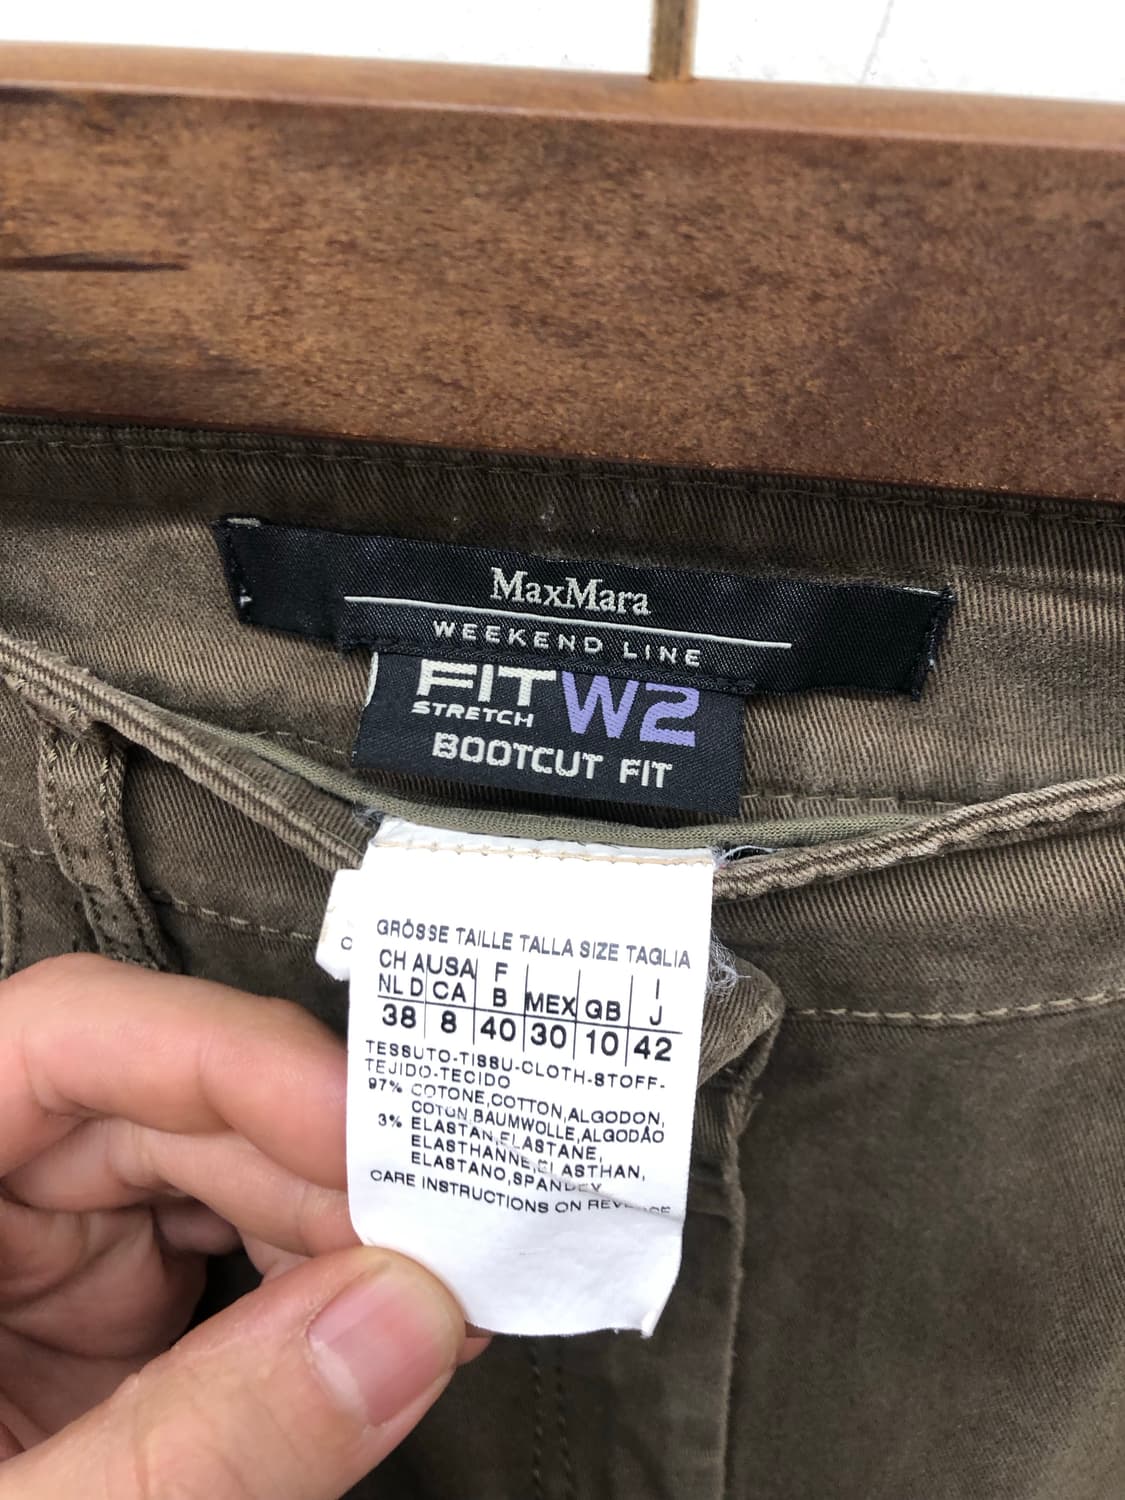 MaxMara
WEEKEND LINE
FIT W2
STRETCH
BOOTCUT FIT
GRÖSSE TAILLE TALLA SIZE TAGLIA
CH A USA F I
NL D CA B MEX GB J
38 8 40 30 10 42
TESSUTO-TISSU-CLOTH-STOFF-
TEJIDO-TECIDO
97% COTONE,COTTON,ALGODON,
COTON,BAUMWOLLE,ALGODÃO
3% ELASTAN,ELASTANE,
ELASTHANNE,ELASTHAN,
ELASTANO,SPANDEX
CARE INSTRUCTIONS ON REVERSE